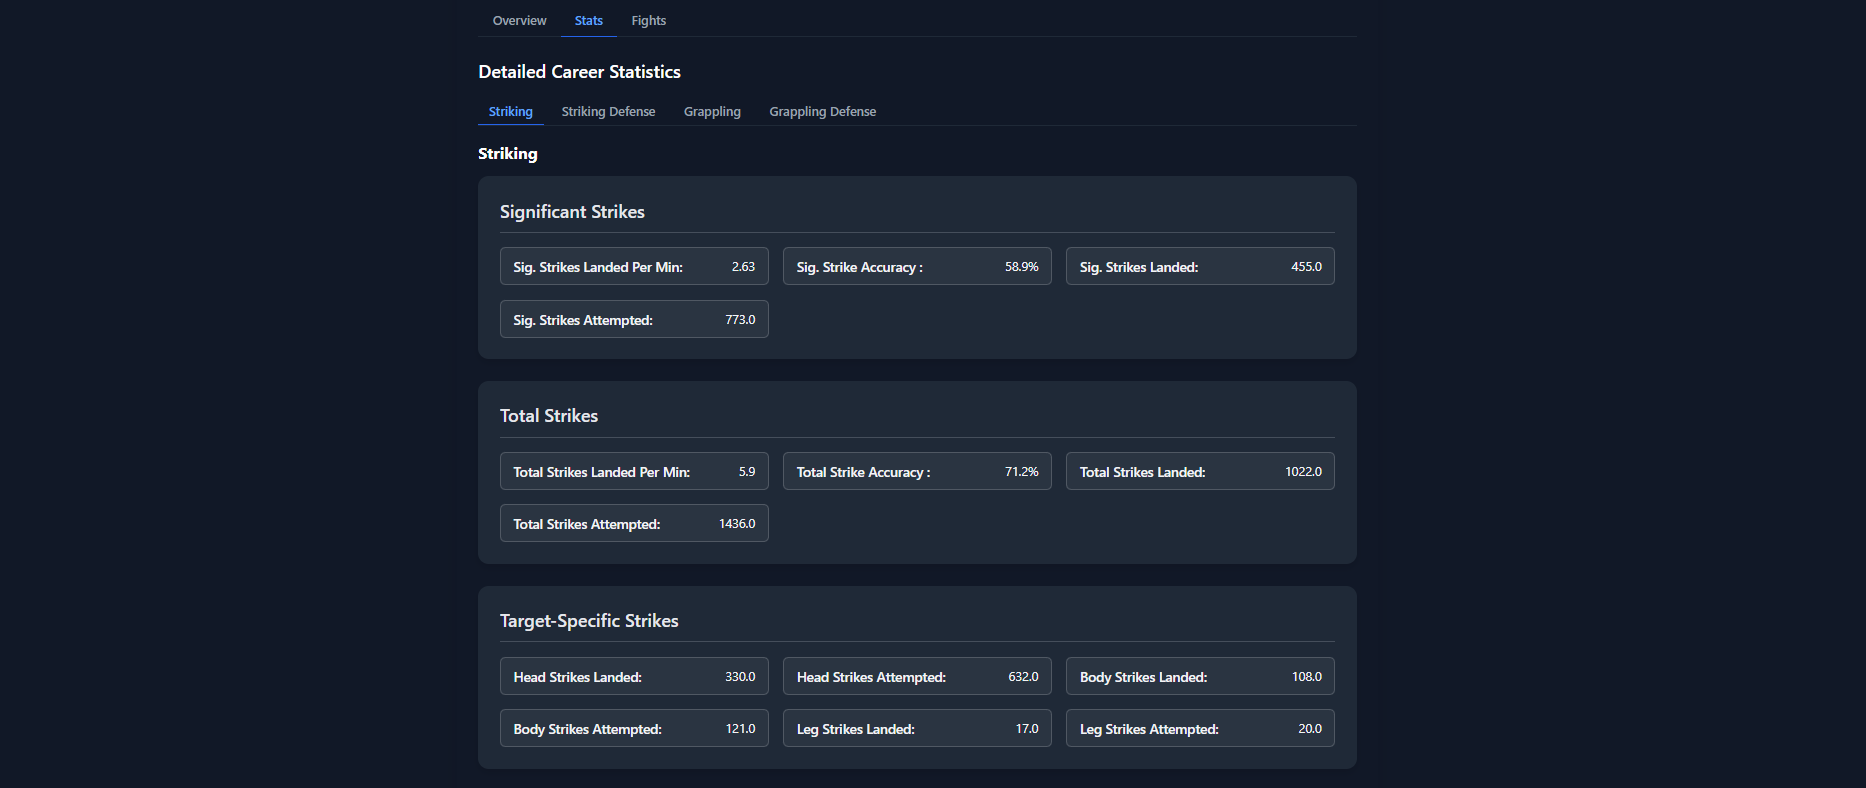 Overview Stats Fights
Detailed Career Statistics
Striking Striking Defense Grappling Grappling Defense
Striking
Significant Strikes
Sig. Strikes Landed Per Min: 2.63 Sig. Strike Accuracy : 58.9% Sig. Strikes Landed: 455.0
Sig. Strikes Attempted: 773.0
Total Strikes
Total Strikes Landed Per Min: 5.9 Total Strike Accuracy : 71.2% Total Strikes Landed: 1022.0
Total Strikes Attempted: 1436.0
Target-Specific Strikes
Head Strikes Landed: 330.0 Head Strikes Attempted: 632.0 Body Strikes Landed: 108.0
Body Strikes Attempted: 121.0 Leg Strikes Landed: 17.0 Leg Strikes Attempted: 20.0